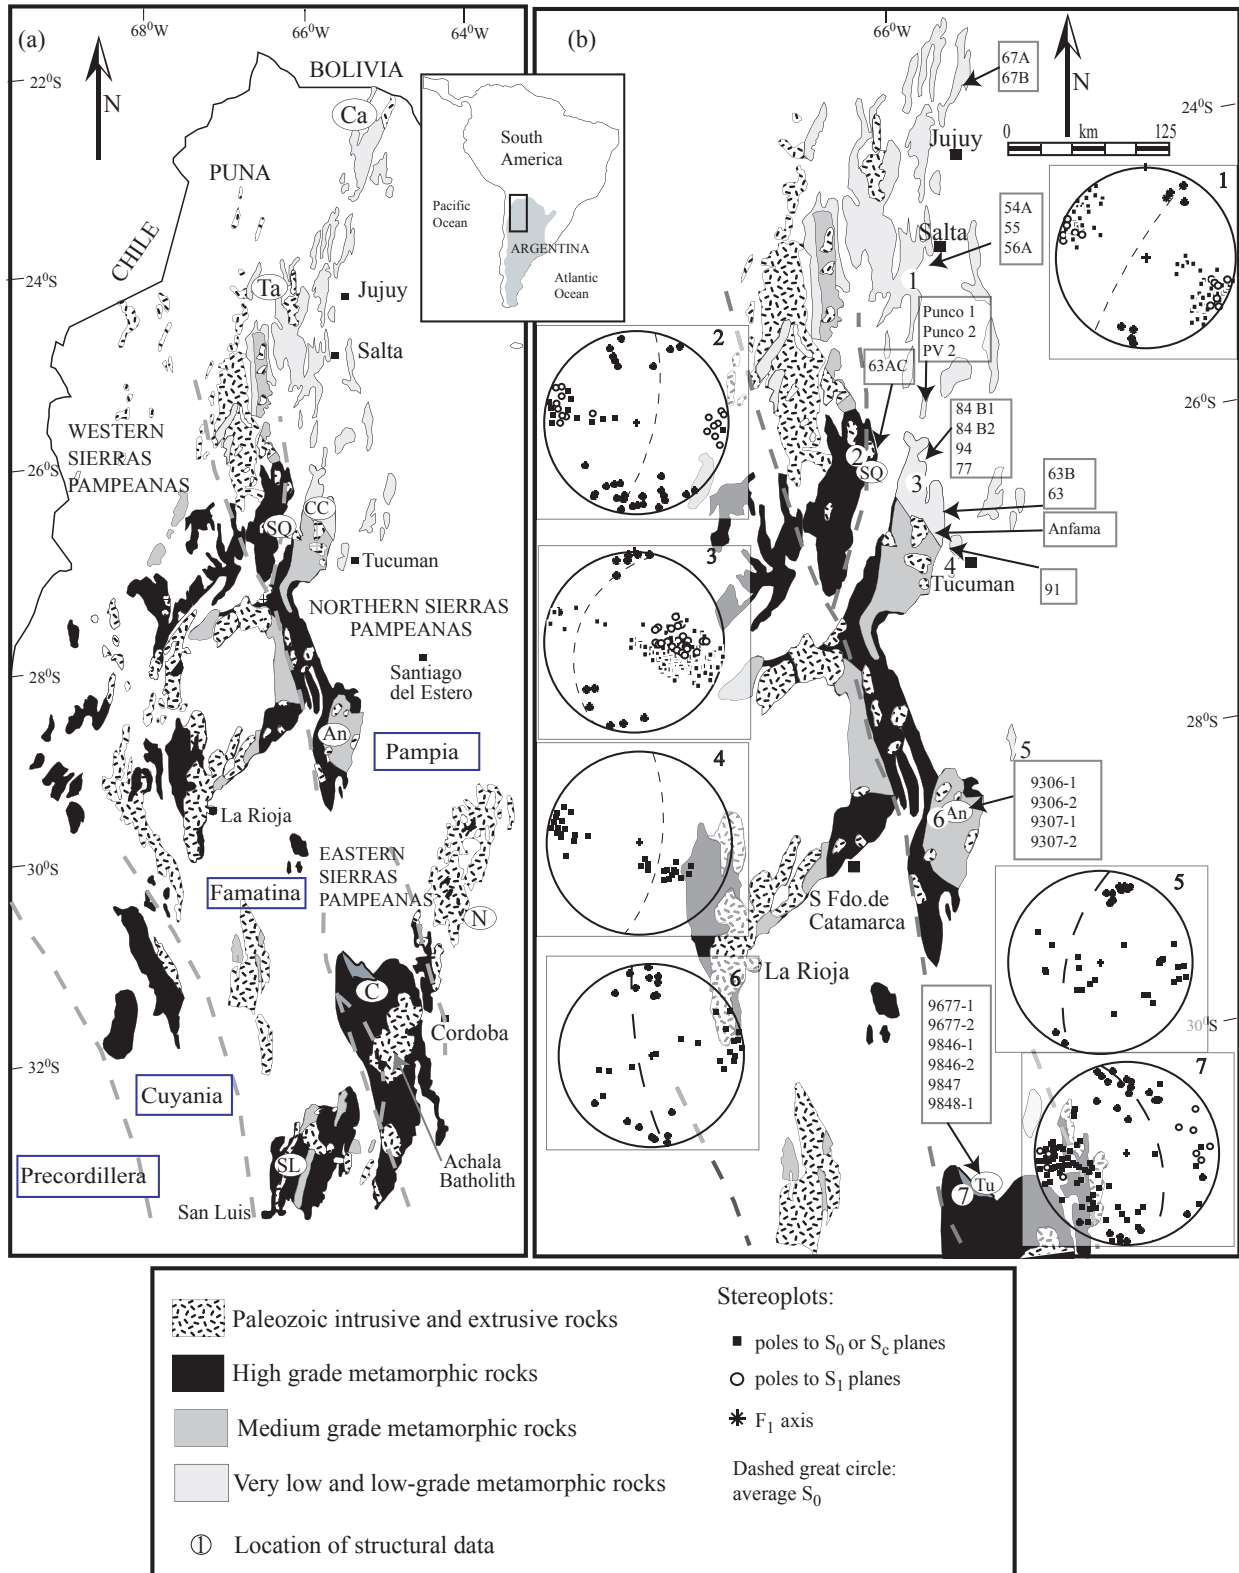 (a)
68⁰W
66⁰W
64⁰W
BOLIVIA
22⁰S
N
Ca
PUNA
CHILE
South
America
Pacific
Ocean
ARGENTINA
Atlantic
Ocean
24⁰S
Ta
Jujuy
Salta
WESTERN
SIERRAS
PAMPEANAS
26⁰S
CC
SQ
Tucuman
NORTHERN SIERRAS
PAMPEANAS
Santiago
del Estero
28⁰S
An
Pampia
La Rioja
30⁰S
EASTERN
SIERRAS
PAMPEANAS
Famatina
N
C
Cordoba
32⁰S
Cuyania
Achala
Batholith
SL
Precordillera
San Luis
(b)
66⁰W
67A
67B
N
24⁰S
0 km 125
Jujuy
1
54A
55
56A
Salta
1
Punco 1
Punco 2
PV 2
2
63AC
26⁰S
84 B1
84 B2
94
77
2
SQ
3
63B
63
Anfama
3
4
Tucuman
91
28⁰S
4
5
9306-1
9306-2
9307-1
9307-2
6
An
S Fdo.de
Catamarca
5
La Rioja
6
9677-1
9677-2
9846-1
9846-2
9847
9848-1
30⁰S
7
Tu
7
Paleozoic intrusive and extrusive rocks
High grade metamorphic rocks
Medium grade metamorphic rocks
Very low and low-grade metamorphic rocks
1 Location of structural data
Stereoplots:
poles to S₀ or S꜀ planes
poles to S₁ planes
F₁ axis
Dashed great circle:
average S₀